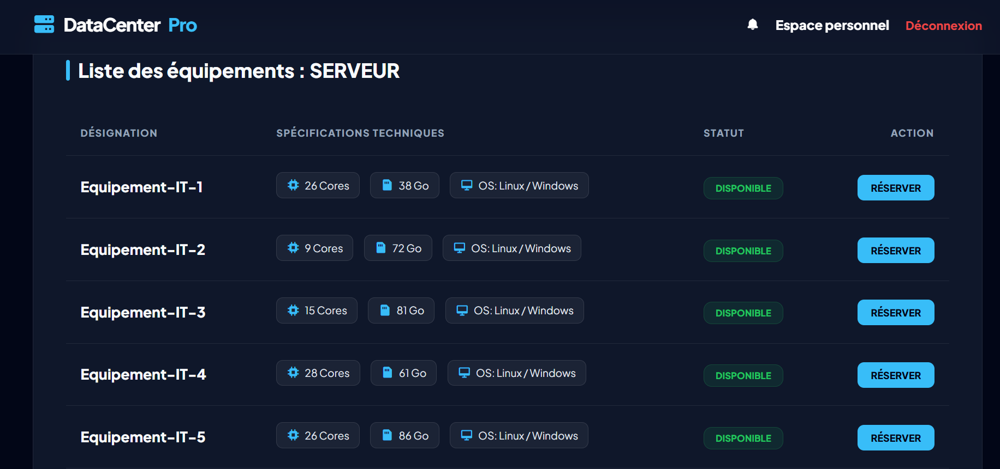 DataCenter Pro Espace personnel Déconnexion
Liste des équipements : SERVEUR
DÉSIGNATION SPÉCIFICATIONS TECHNIQUES STATUT ACTION
Equipement-IT-1 26 Cores 38 Go OS: Linux / Windows DISPONIBLE RÉSERVER
Equipement-IT-2 9 Cores 72 Go OS: Linux / Windows DISPONIBLE RÉSERVER
Equipement-IT-3 15 Cores 81 Go OS: Linux / Windows DISPONIBLE RÉSERVER
Equipement-IT-4 28 Cores 61 Go OS: Linux / Windows DISPONIBLE RÉSERVER
Equipement-IT-5 26 Cores 86 Go OS: Linux / Windows DISPONIBLE RÉSERVER